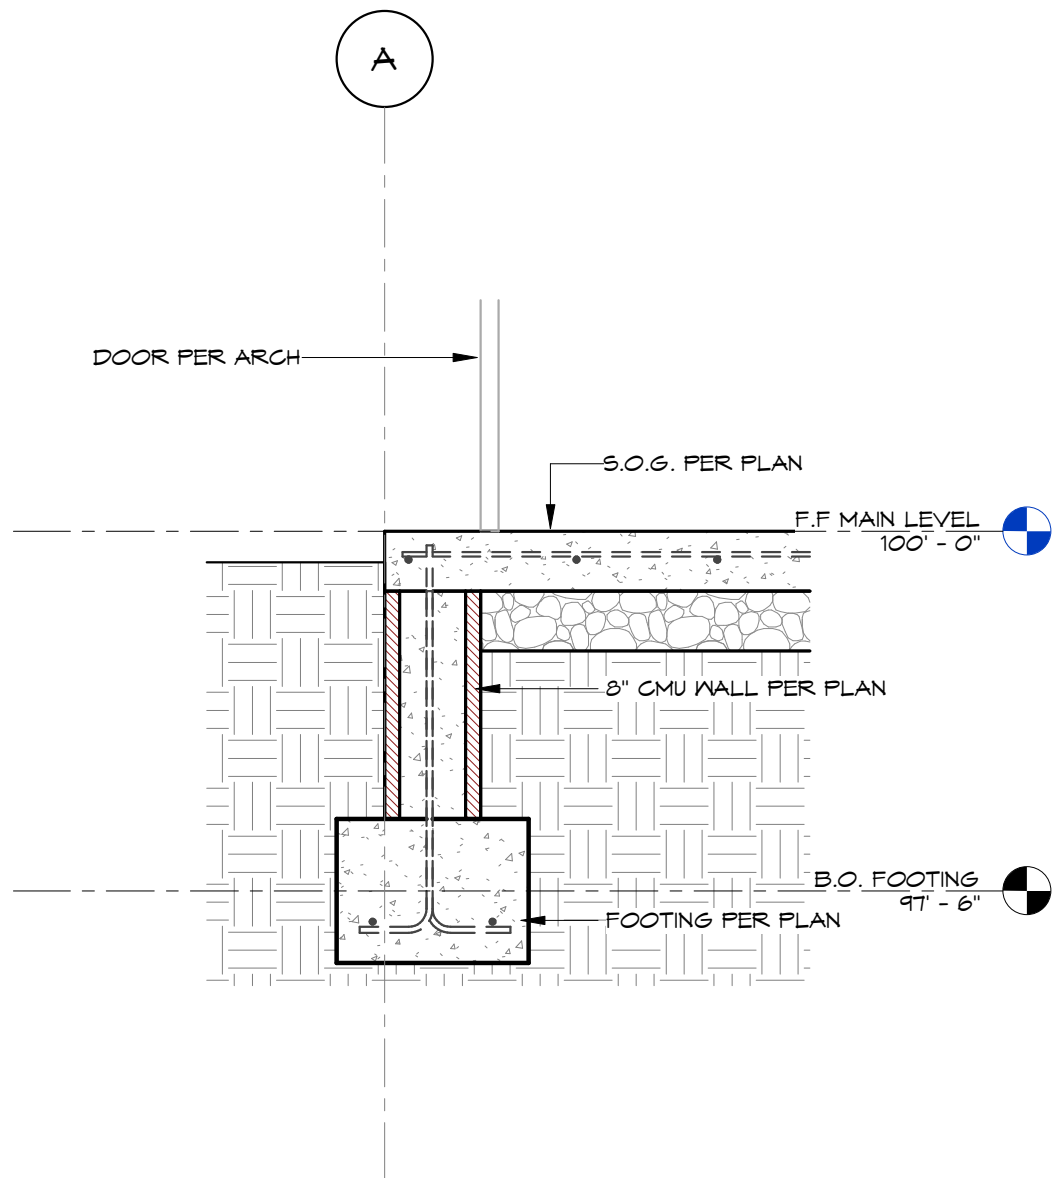 A
DOOR PER ARCH
S.O.G. PER PLAN
F.F MAIN LEVEL
100' - 0"
8" CMU WALL PER PLAN
B.O. FOOTING
97' - 6"
FOOTING PER PLAN